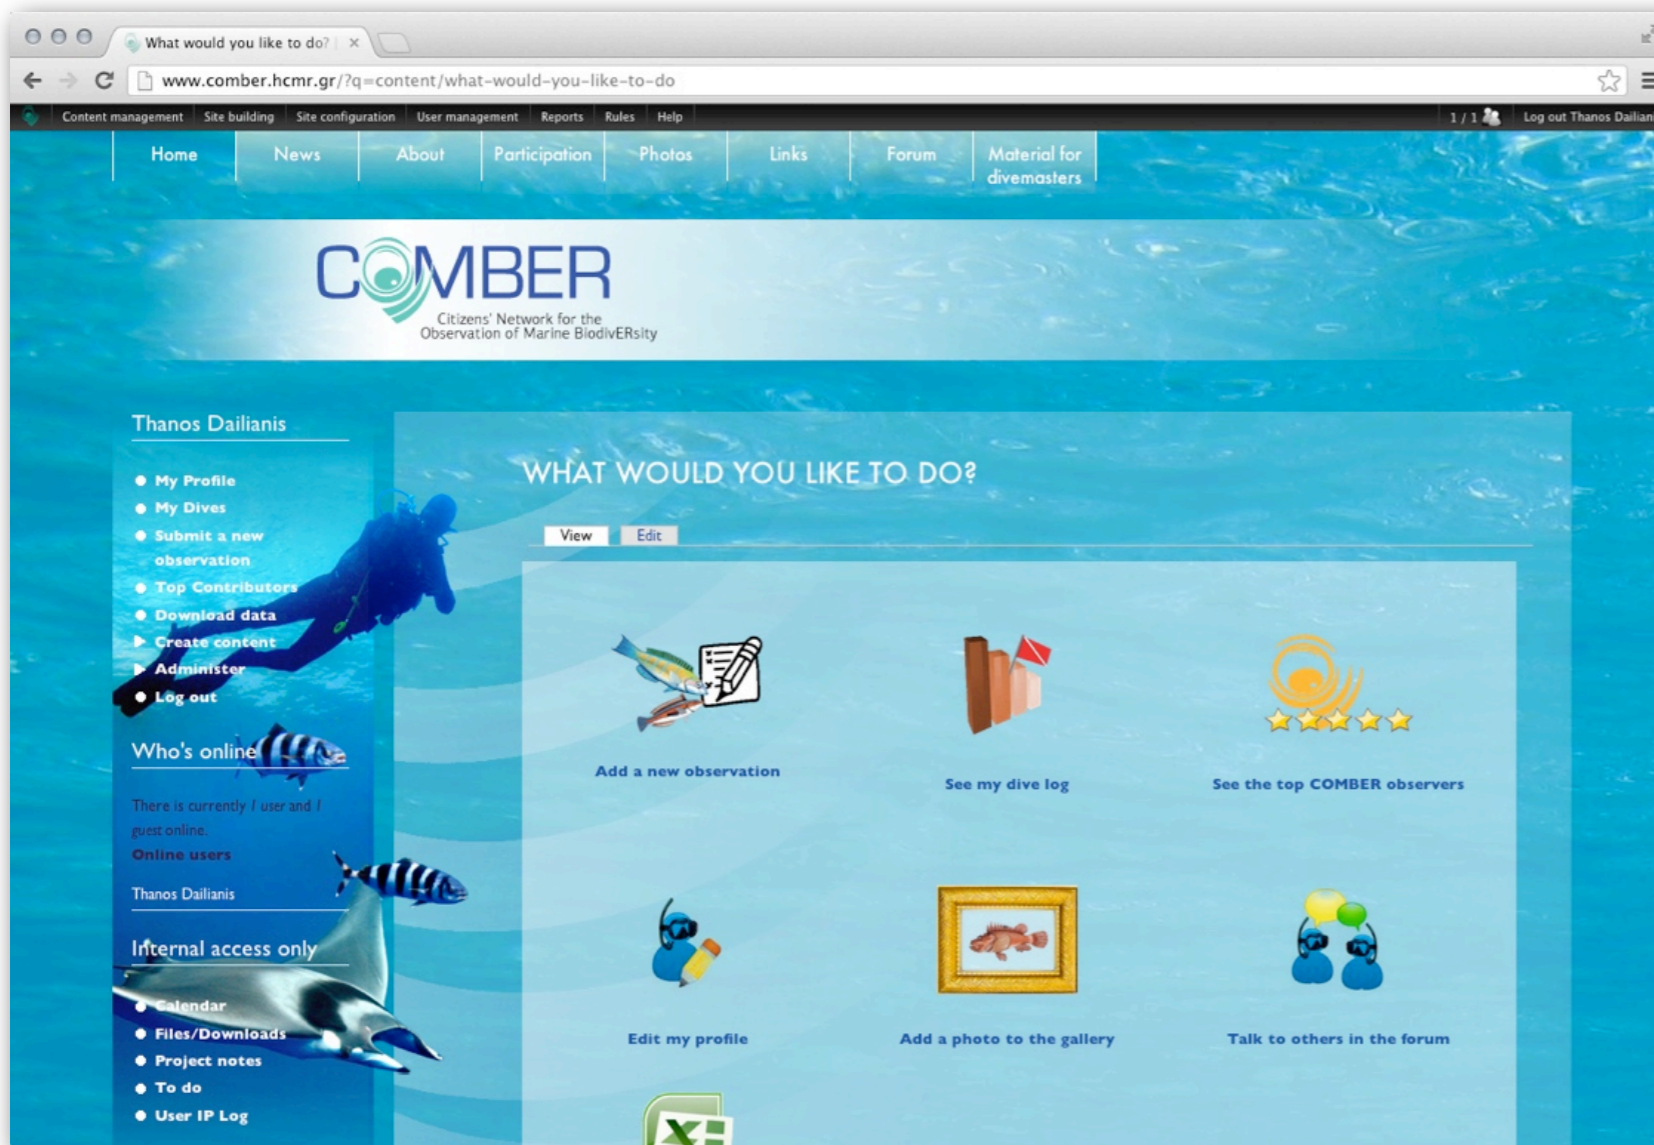 What would you like to do?
www.comber.hcmr.gr/?q=content/what-would-you-like-to-do
Content management Site building Site configuration User management Reports Rules Help 1 / 1 Log out Thanos
Home News About Participation Photos Links Forum Material for
divemasters
COMBER
Citizens' Network for the
Observation of Marine BiodivERsity
Thanos Dailianis
My Profile
My Dives
Submit a new
observation
Top Contributors
Download data
Create content
Administer
Log out
Who's online
There is currently 1 user and 1
guest online.
Online users
Thanos Dailianis
Internal access only
Calendar
Files/Downloads
Project notes
To do
User IP Log
WHAT WOULD YOU LIKE TO DO?
View Edit
Add a new observation
See my dive log
See the top COMBER observers
Edit my profile
Add a photo to the gallery
Talk to others in the forum